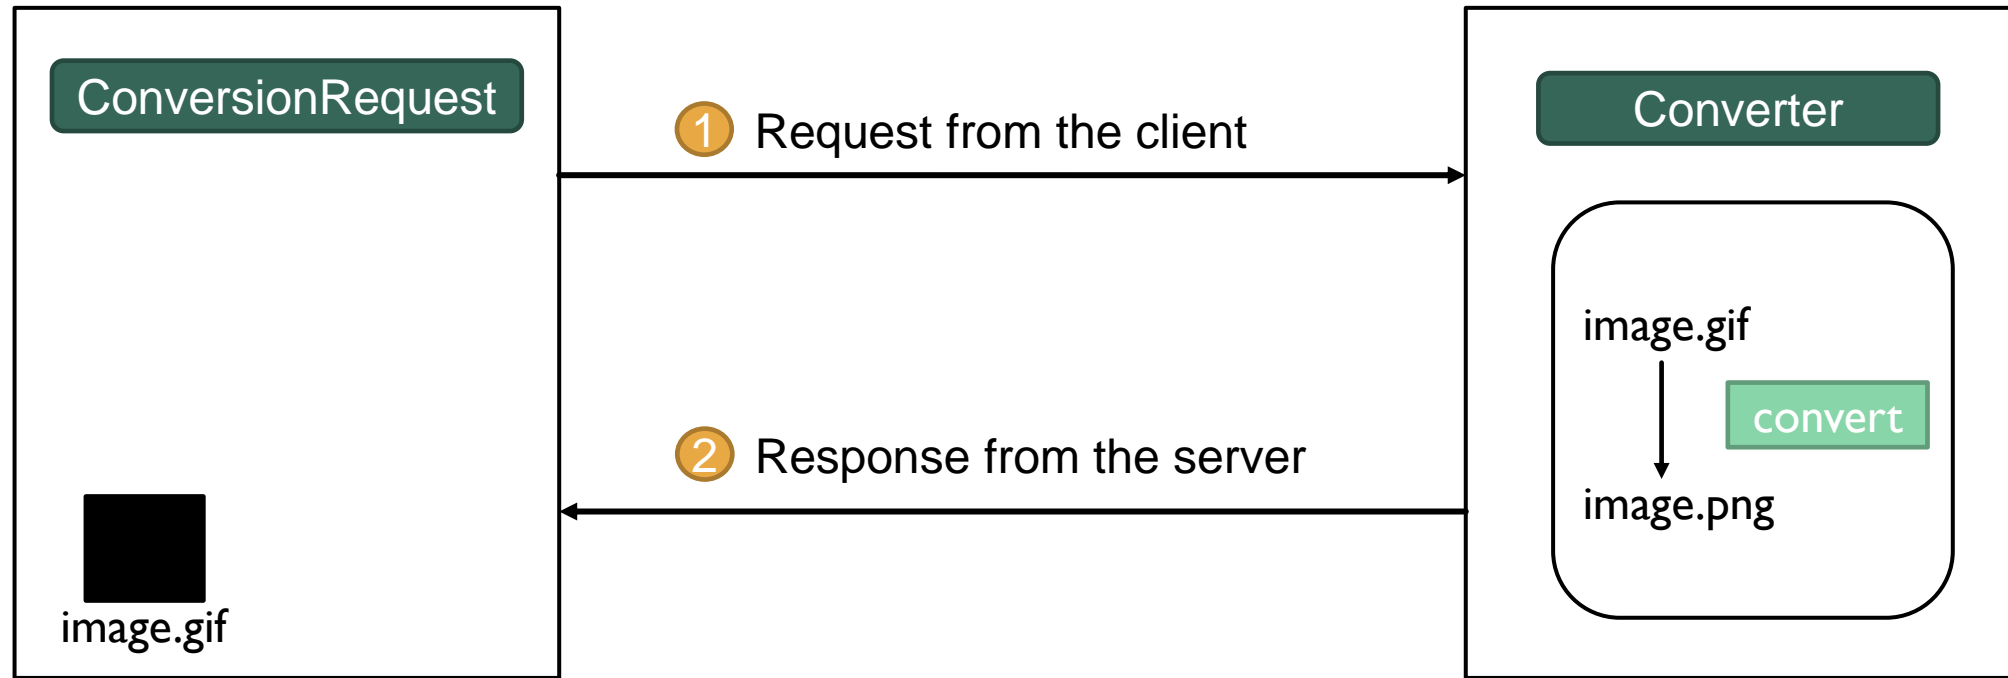 ConversionRequest
image.gif
1 Request from the client
2 Response from the server
Converter
image.gif
convert
image.png